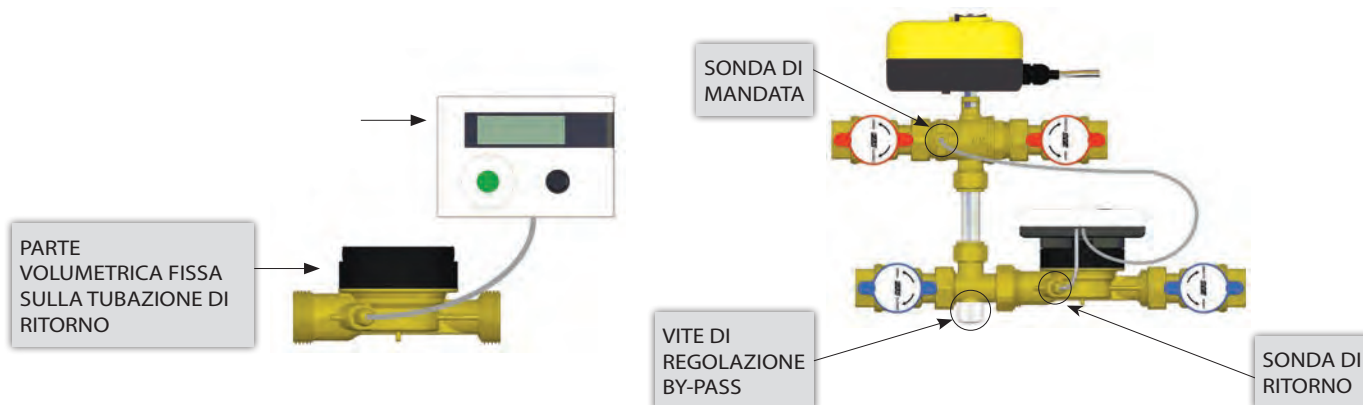 PARTE
VOLUMETRICA FISSA
SULLA TUBAZIONE DI
RITORNO
SONDA DI
MANDATA
VITE DI
REGOLAZIONE
BY-PASS
SONDA DI
RITORNO